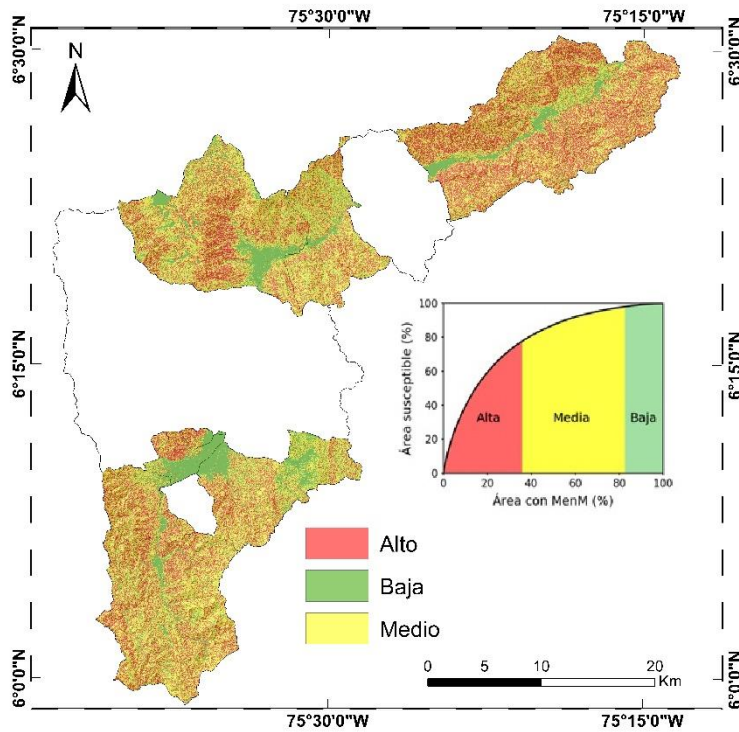 75°30'0"W 75°15'0"W
6°30'0"N 6°30'0"N
N
6°15'0"N 6°15'0"N
100
80
60
40
20
0
Área susceptible (%)
Alta Media Baja
0 20 40 60 80 100
Área con MenM (%)
Alto
Baja
Medio
0 5 10 20
Km
6°0'0"N 6°0'0"N
75°30'0"W 75°15'0"W